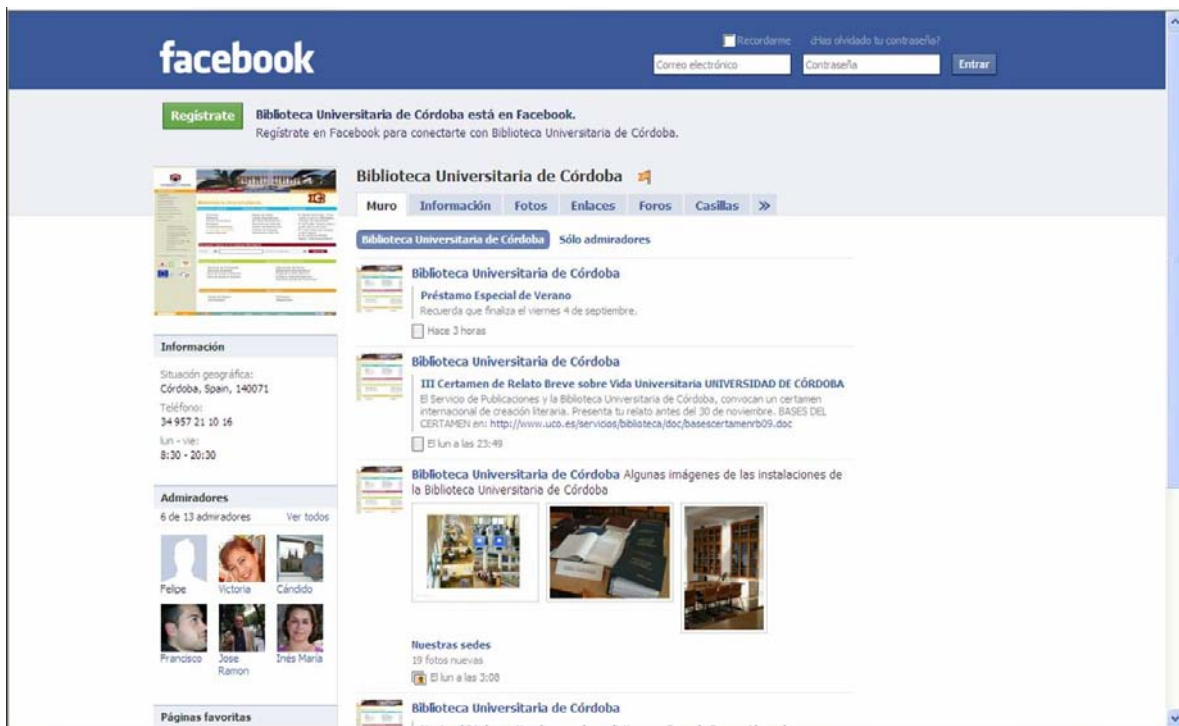 facebook
Recordarme ¿Has olvidado tu contraseña?
Correo electrónico Contraseña Entrar
Regístrate
Biblioteca Universitaria de Córdoba está en Facebook.
Regístrate en Facebook para conectarte con Biblioteca Universitaria de Córdoba.
Biblioteca Universitaria de Córdoba
Muro Información Fotos Enlaces Foros Casillas »
Biblioteca Universitaria de Córdoba Sólo admiradores
Biblioteca Universitaria de Córdoba
Préstamo Especial de Verano
Recuerda que finaliza el viernes 4 de septiembre.
Hace 3 horas
Biblioteca Universitaria de Córdoba
III Certamen de Relato Breve sobre Vida Universitaria UNIVERSIDAD DE CÓRDOBA
El Servicio de Publicaciones y la Biblioteca Universitaria de Córdoba, convocan un certamen
internacional de creación literaria. Presenta tu relato antes del 30 de noviembre. BASES DEL
CERTAMEN en: http://www.uco.es/servicios/biblioteca/doc/basescertamenrb09.doc
El lun a las 23:49
Biblioteca Universitaria de Córdoba Algunas imágenes de las instalaciones de
la Biblioteca Universitaria de Córdoba
Nuestras sedes
19 fotos nuevas
El lun a las 3:08
Biblioteca Universitaria de Córdoba
Información
Situación geográfica:
Córdoba, Spain, 140071
Teléfono:
34 957 21 10 16
lun - vie:
8:30 - 20:30
Admiradores
6 de 13 admiradores Ver todos
Felipe Victoria Cándido
Francisco Jose Ramon Inés María
Páginas favoritas